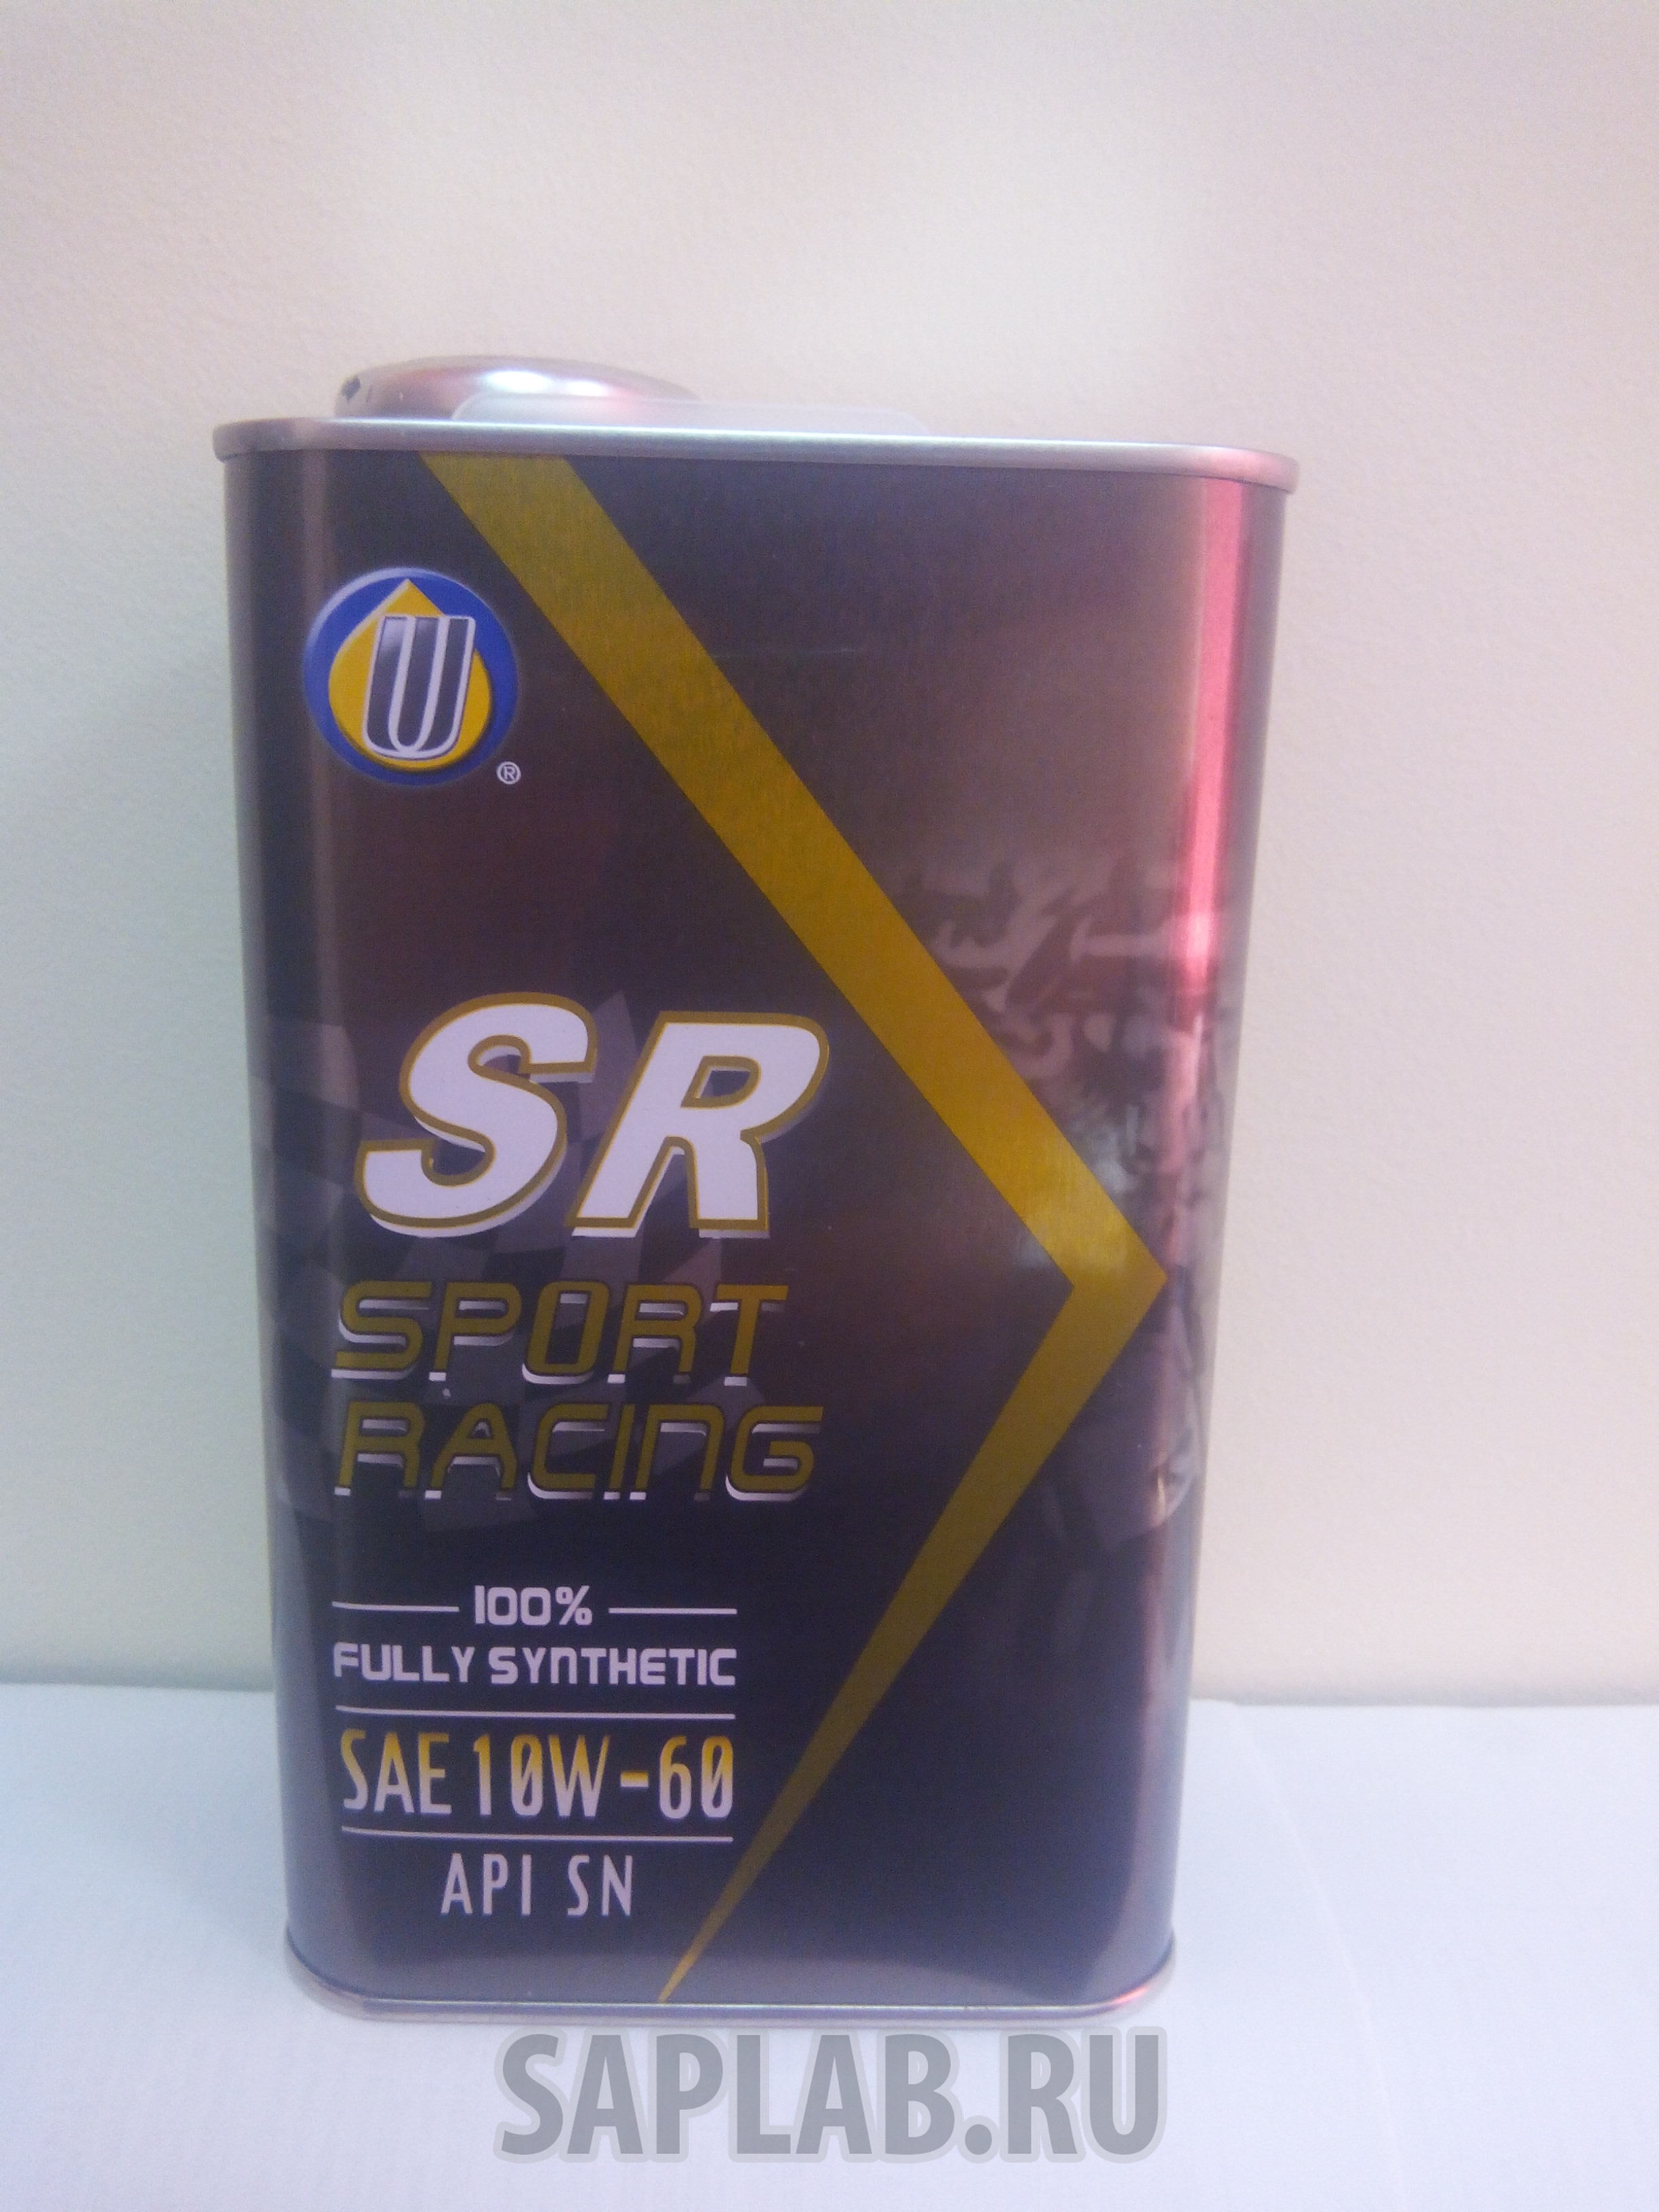 U
®
SR
SPORT
RACING
100%
FULLY SYNTHETIC
SAE 10W-60
API SN
SAPLAB.RU